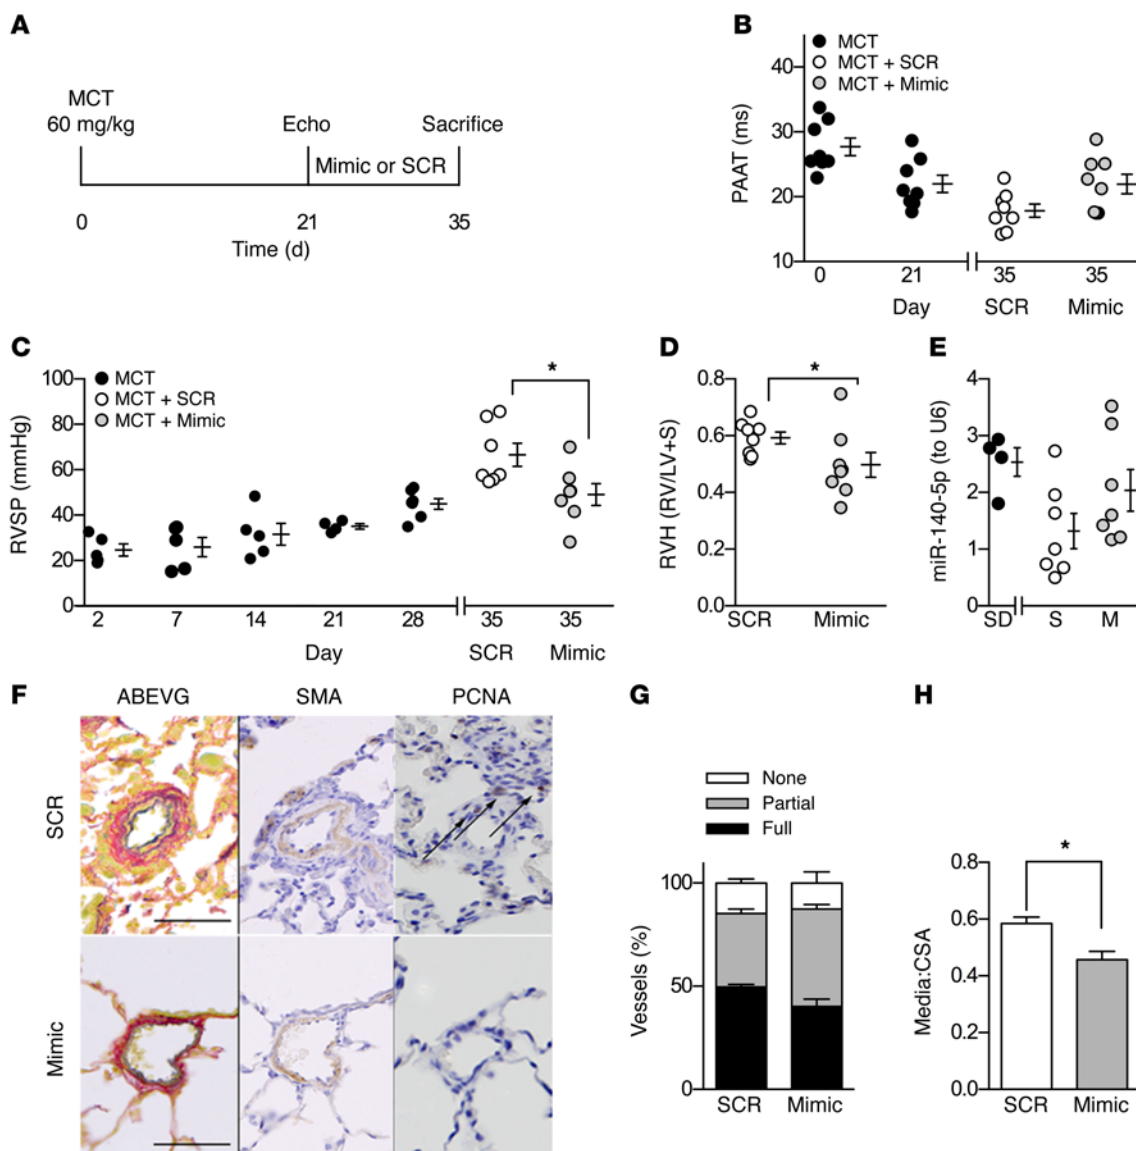 A
MCT
60 mg/kg
Echo
Sacrifice
Mimic or SCR
0
21
35
Time (d)
B
MCT
MCT + SCR
MCT + Mimic
PAAT (ms)
40
30
20
10
0
21
35
35
Day
SCR
Mimic
C
MCT
MCT + SCR
MCT + Mimic
RVSP (mmHg)
100
80
60
40
20
0
*
2
7
14
21
28
35
35
Day
SCR
Mimic
D
RVH (RV/LV+S)
0.8
0.6
0.4
0.2
0.0
*
SCR
Mimic
E
miR-140-5p (to U6)
4
3
2
1
0
SD
S
M
F
ABEVG
SMA
PCNA
SCR
Mimic
G
None
Partial
Full
Vessels (%)
100
50
0
SCR
Mimic
H
Media:CSA
0.8
0.6
0.4
0.2
0.0
*
SCR
Mimic